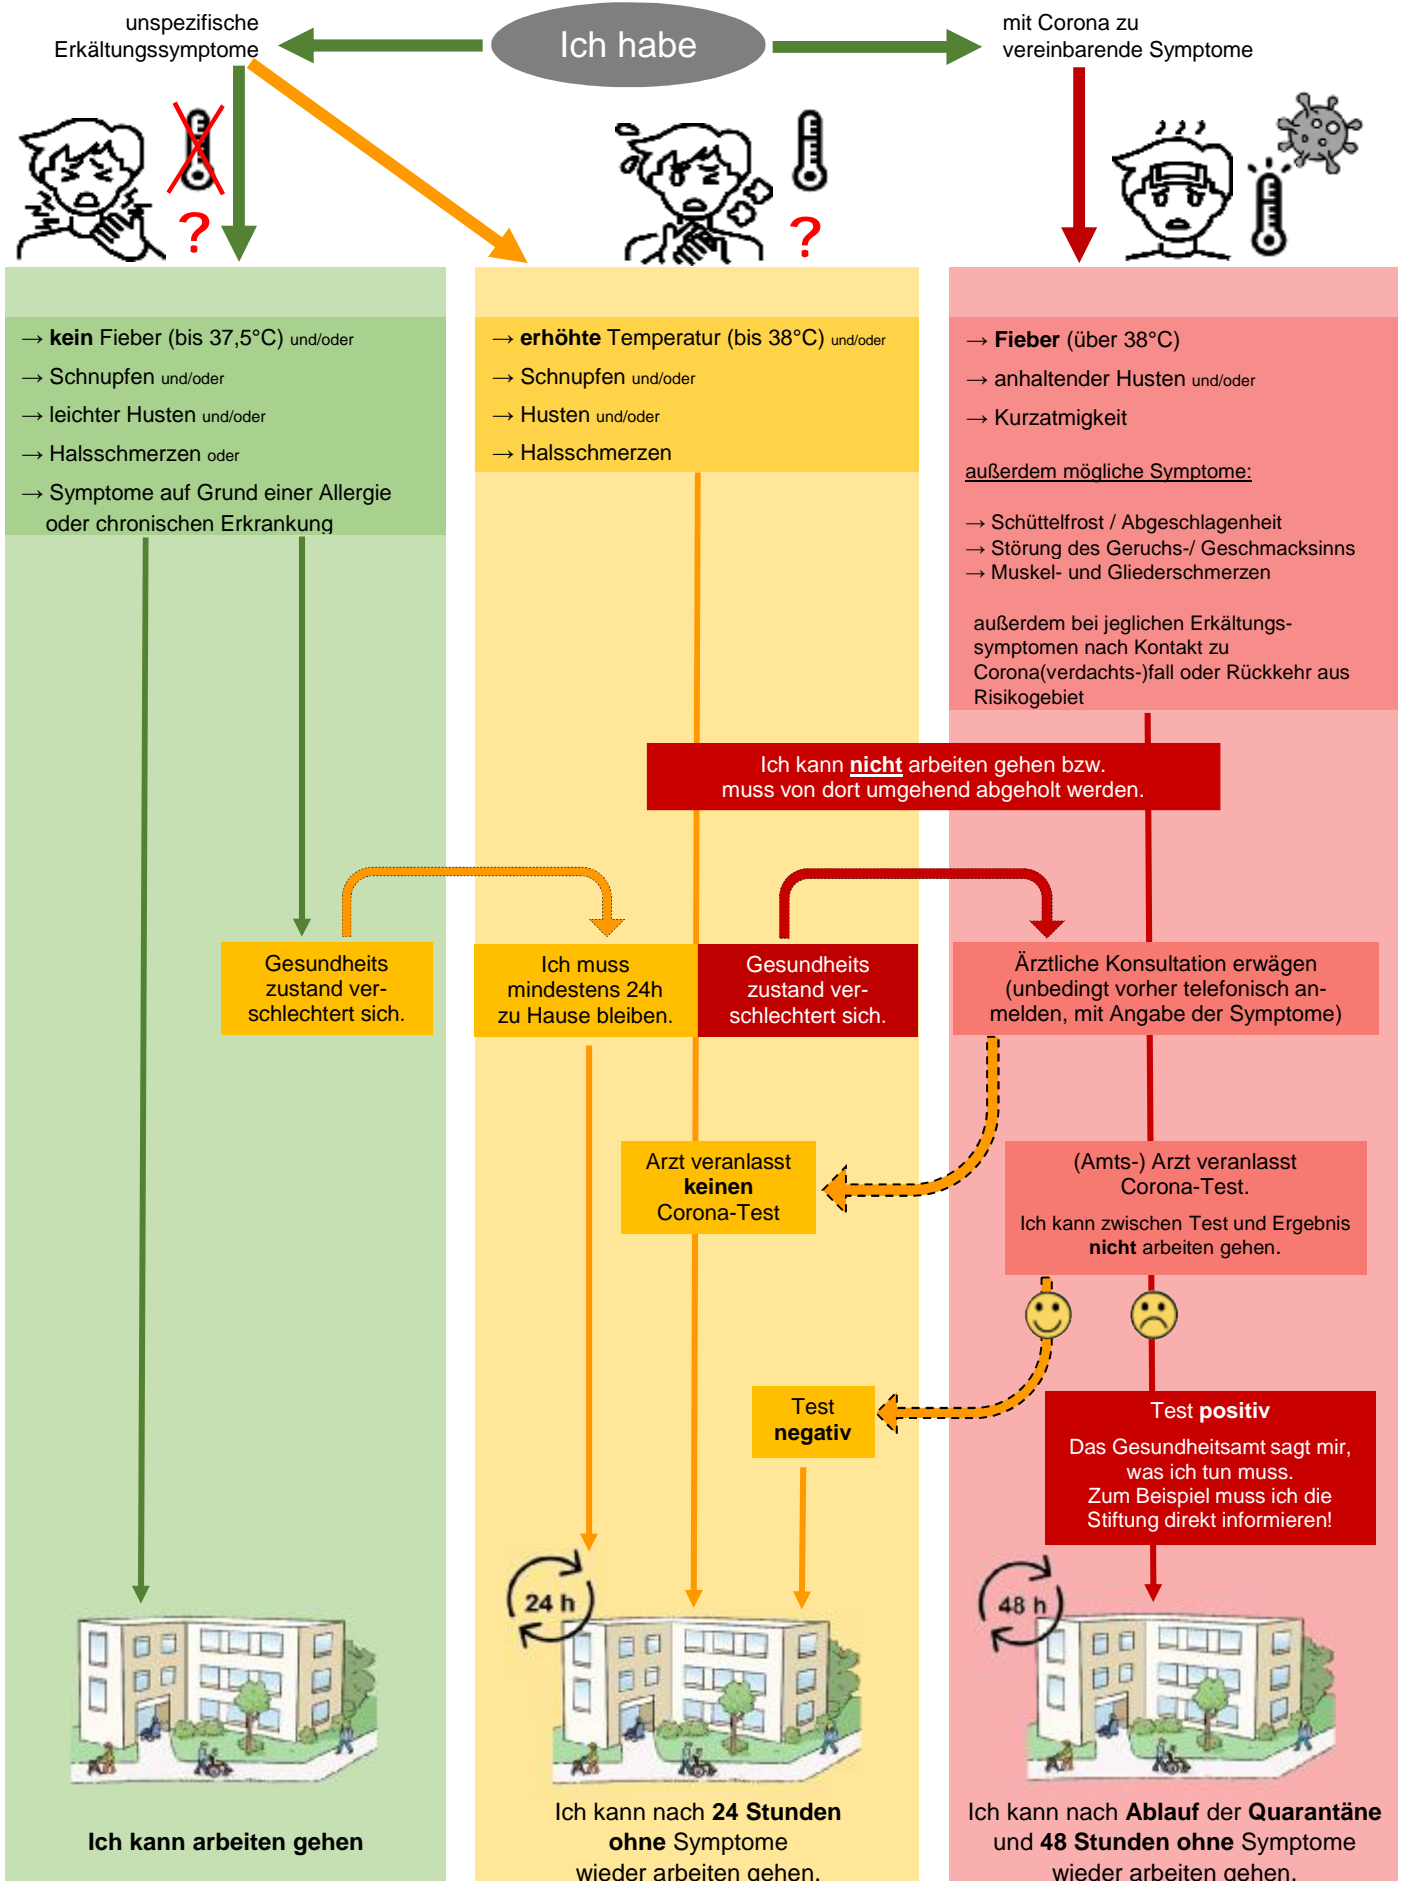 unspezifische
Erkältungssymptome
Ich habe
mit Corona zu
vereinbarende Symptome
?
?
→ kein Fieber (bis 37,5°C) und/oder
→ Schnupfen und/oder
→ leichter Husten und/oder
→ Halsschmerzen oder
→ Symptome auf Grund einer Allergie
oder chronischen Erkrankung
→ erhöhte Temperatur (bis 38°C) und/oder
→ Schnupfen und/oder
→ Husten und/oder
→ Halsschmerzen
→ Fieber (über 38°C)
→ anhaltender Husten und/oder
→ Kurzatmigkeit
außerdem mögliche Symptome:
→ Schüttelfrost / Abgeschlagenheit
→ Störung des Geruchs-/ Geschmacksinns
→ Muskel- und Gliederschmerzen
außerdem bei jeglichen Erkältungs-
symptomen nach Kontakt zu
Corona(verdachts-)fall oder Rückkehr aus
Risikogebiet
Ich kann nicht arbeiten gehen bzw.
muss von dort umgehend abgeholt werden.
Gesundheits
zustand ver-
schlechtert sich.
Ich muss
mindestens 24h
zu Hause bleiben.
Gesundheits
zustand ver-
schlechtert sich.
Ärztliche Konsultation erwägen
(unbedingt vorher telefonisch an-
melden, mit Angabe der Symptome)
Arzt veranlasst
keinen
Corona-Test
(Amts-) Arzt veranlasst
Corona-Test.
Ich kann zwischen Test und Ergebnis
nicht arbeiten gehen.
Test
negativ
Test positiv
Das Gesundheitsamt sagt mir,
was ich tun muss.
Zum Beispiel muss ich die
Stiftung direkt informieren!
24 h
48 h
Ich kann arbeiten gehen
Ich kann nach 24 Stunden
ohne Symptome
wieder arbeiten gehen.
Ich kann nach Ablauf der Quarantäne
und 48 Stunden ohne Symptome
wieder arbeiten gehen.